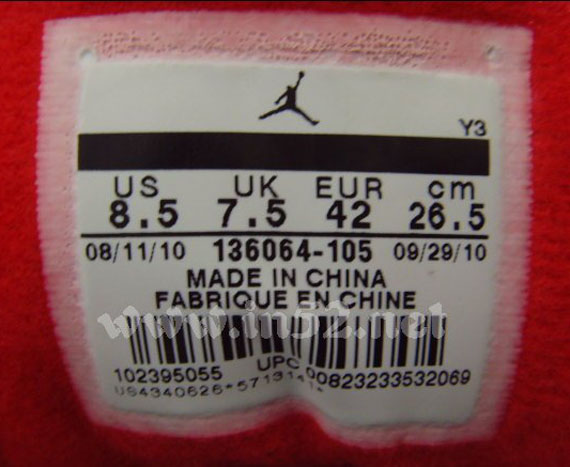 Y3
US UK EUR cm
8.5 7.5 42 26.5
08/11/10 136064-105 09/29/10
MADE IN CHINA
FABRIQUE EN CHINE
www.in52.net
102395055 UPC 00823233532069
US4340626*